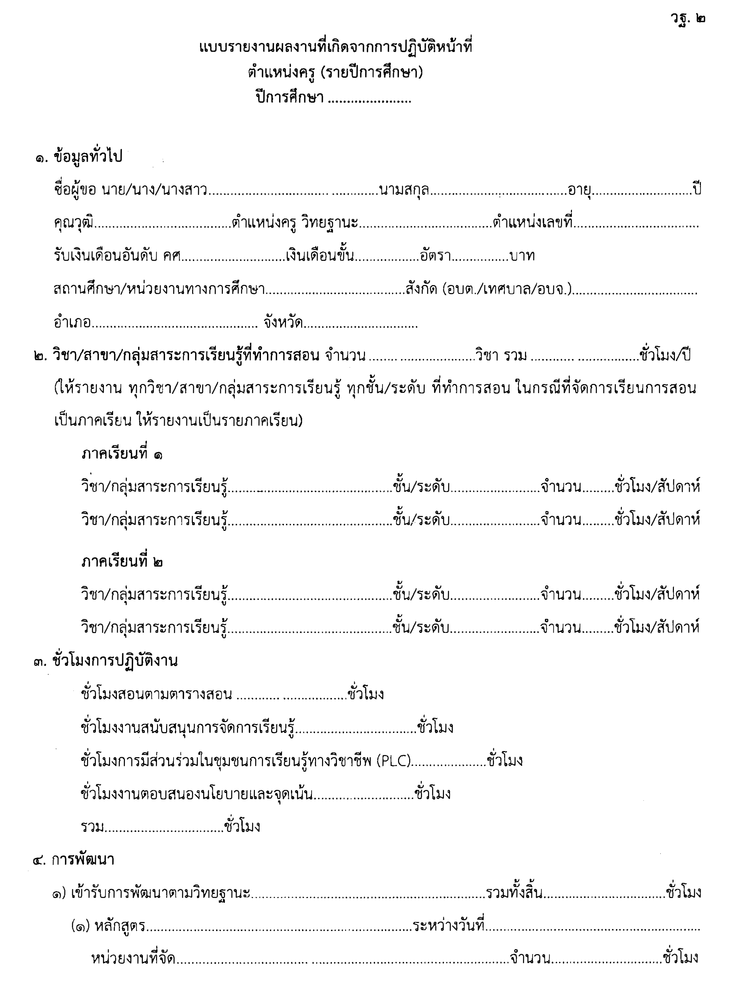 วฐ. ๒
แบบรายงานผลงานที่เกิดจากการปฏิบัติหน้าที่
ตำแหน่งครู (รายปีการศึกษา)
ปีการศึกษา ......................
๑. ข้อมูลทั่วไป
ชื่อผู้ขอ นาย/นาง/นางสาว..............................................นามสกุล.....................................อายุ...........................ปี
คุณวุฒิ.....................................ตำแหน่งครู วิทยฐานะ....................................ตำแหน่งเลขที่..................................
รับเงินเดือนอันดับ คศ............................เงินเดือนขั้น.................อัตรา...............บาท
สถานศึกษา/หน่วยงานทางการศึกษา......................................สังกัด (อบต./เทศบาล/อบจ.)..................................
อำเภอ............................................. จังหวัด...............................
๒. วิชา/สาขา/กลุ่มสาระการเรียนรู้ที่ทำการสอน จำนวน ............................วิชา รวม .............................ชั่วโมง/ปี
(ให้รายงาน ทุกวิชา/สาขา/กลุ่มสาระการเรียนรู้ ทุกชั้น/ระดับ ที่ทำการสอน ในกรณีที่จัดการเรียนการสอน
เป็นภาคเรียน ให้รายงานเป็นรายภาคเรียน)
ภาคเรียนที่ ๑
วิชา/กลุ่มสาระการเรียนรู้............................................ชั้น/ระดับ........................จำนวน.........ชั่วโมง/สัปดาห์
วิชา/กลุ่มสาระการเรียนรู้............................................ชั้น/ระดับ........................จำนวน.........ชั่วโมง/สัปดาห์
ภาคเรียนที่ ๒
วิชา/กลุ่มสาระการเรียนรู้............................................ชั้น/ระดับ........................จำนวน.........ชั่วโมง/สัปดาห์
วิชา/กลุ่มสาระการเรียนรู้............................................ชั้น/ระดับ........................จำนวน.........ชั่วโมง/สัปดาห์
๓. ชั่วโมงการปฏิบัติงาน
ชั่วโมงสอนตามตารางสอน .............................ชั่วโมง
ชั่วโมงงานสนับสนุนการจัดการเรียนรู้.................................ชั่วโมง
ชั่วโมงการมีส่วนร่วมในชุมชนการเรียนรู้ทางวิชาชีพ (PLC)....................ชั่วโมง
ชั่วโมงงานตอบสนองนโยบายและจุดเน้น...........................ชั่วโมง
รวม................................ชั่วโมง
๔. การพัฒนา
๑) เข้ารับการพัฒนาตามวิทยฐานะ...............................................................รวมทั้งสิ้น.................................ชั่วโมง
(๑) หลักสูตร.......................................................................ระหว่างวันที่..........................................................
หน่วยงานที่จัด.........................................................................................จำนวน..............................ชั่วโมง